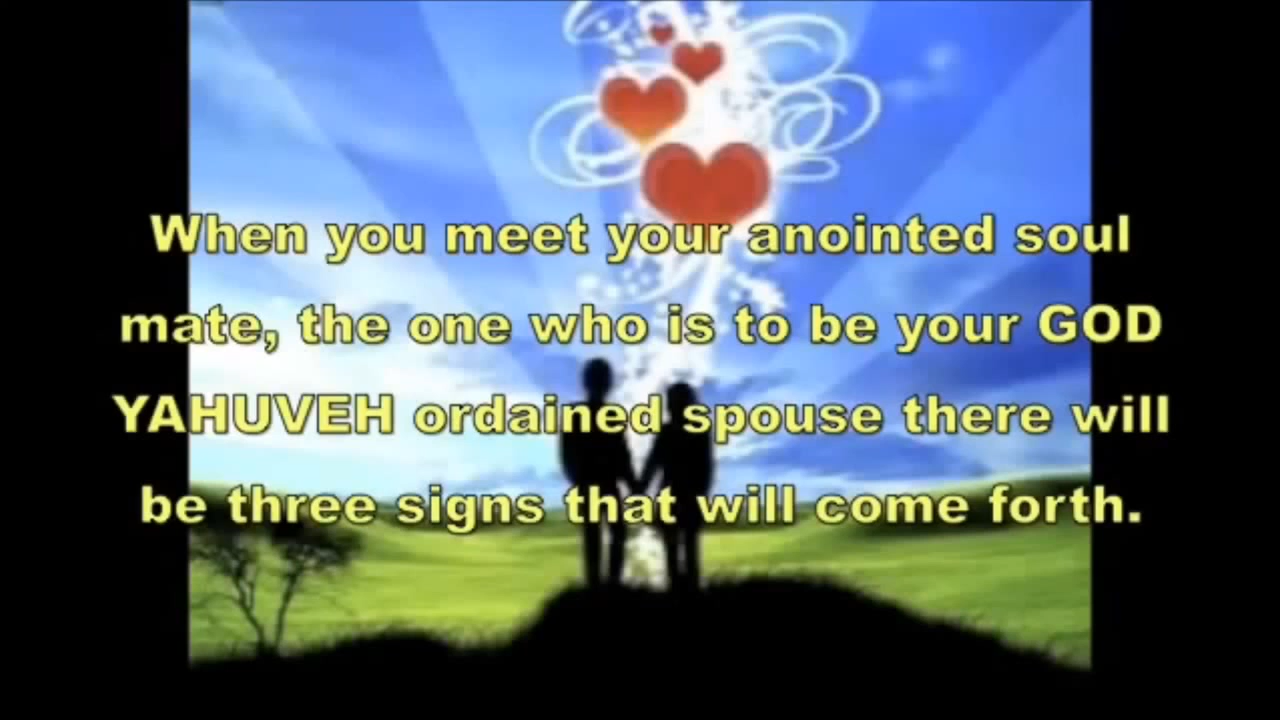 When you meet your anointed soul
mate, the one who is to be your GOD
YAHUVEH ordained spouse there will
be three signs that will come forth.